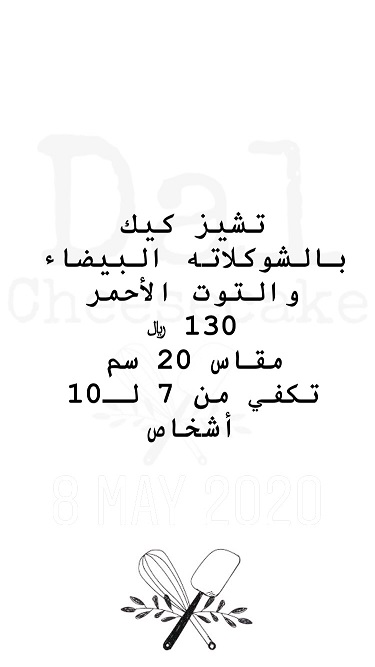 Dal
تشيز كيك
بالشوكلاته البيضاء
Cheesecake
والتوت الأحمر
130 ريال
مقاس 20 سم
تكفي من 7 لـ10
أشخاص
8 MAY 2020